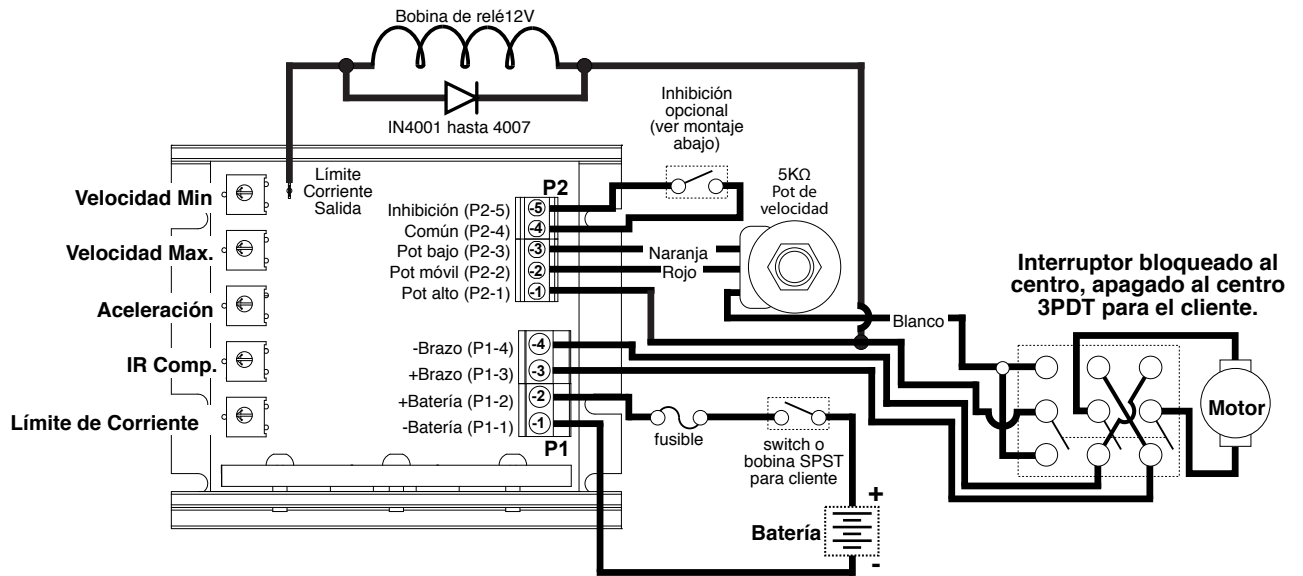 Bobina de relé12V
IN4001 hasta 4007
Inhibición
opcional
(ver montaje
abajo)
Límite
Corriente
Salida
P2
5KΩ
Pot de
velocidad
Velocidad Min
Velocidad Max.
Aceleración
IR Comp.
Límite de Corriente
Inhibición (P2-5)
Común (P2-4)
Pot bajo (P2-3)
Pot móvil (P2-2)
Pot alto (P2-1)
-5
-4
-3
-2
-1
Naranja
Rojo
Blanco
Interruptor bloqueado al
centro, apagado al centro
3PDT para el cliente.
-Brazo (P1-4)
+Brazo (P1-3)
+Batería (P1-2)
-Batería (P1-1)
-4
-3
-2
-1
P1
fusible
switch o
bobina SPST
para cliente
Motor
+
Batería
-